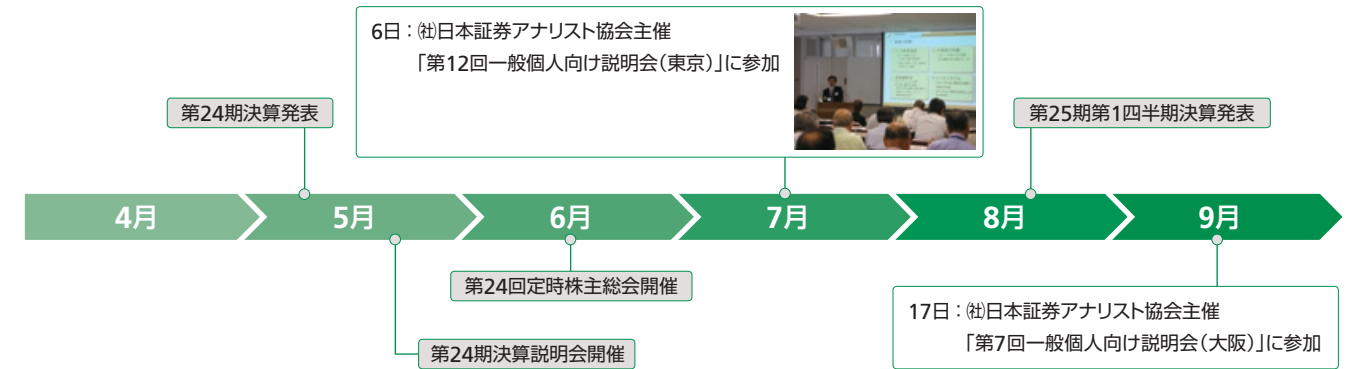 6日：㈳日本証券アナリスト協会主催
「第12回一般個人向け説明会（東京）」に参加
第24期決算発表
第25期第1四半期決算発表
4月
5月
6月
7月
8月
9月
第24回定時株主総会開催
第24期決算説明会開催
17日：㈳日本証券アナリスト協会主催
「第7回一般個人向け説明会（大阪）」に参加